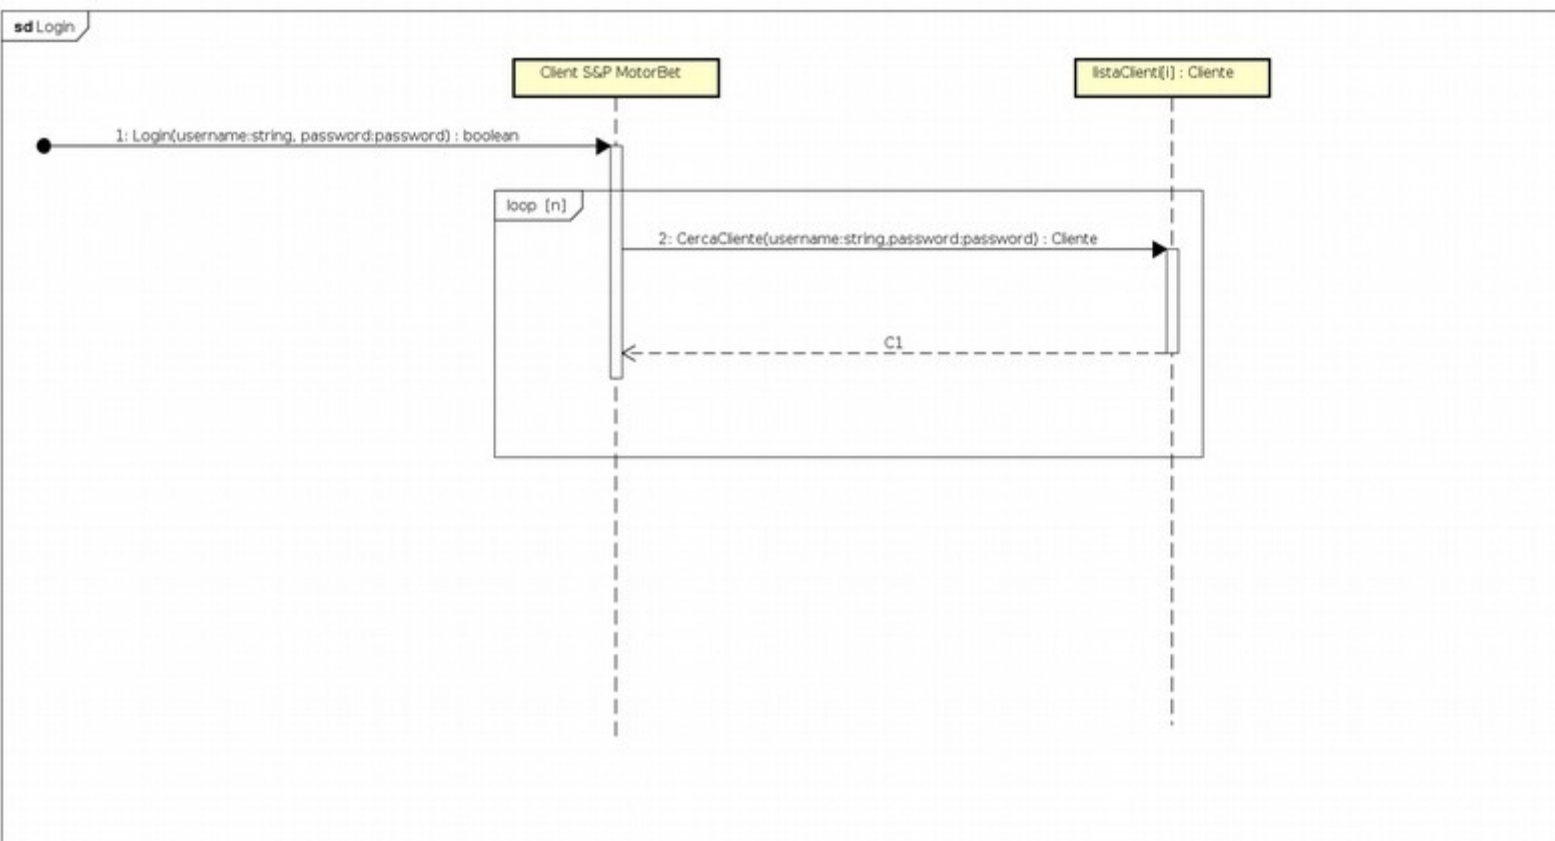 sd Login
Client S&P MotorBet
listaClienti[i] : Cliente
1: Login(username:string, password:password) : boolean
loop [n]
2: CercaCliente(username:string,password:password) : Cliente
C1